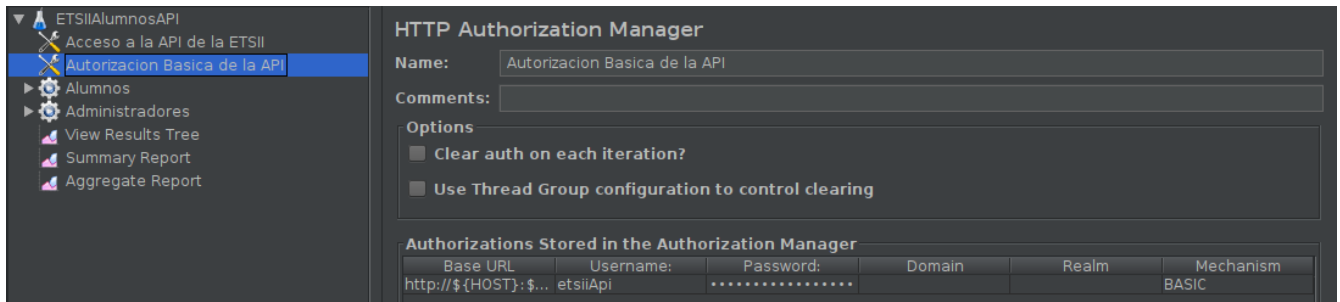 ETSIIAlumnosAPI
Acceso a la API de la ETSII
Autorizacion Basica de la API
Alumnos
Administradores
View Results Tree
Summary Report
Aggregate Report
HTTP Authorization Manager
Name: Autorizacion Basica de la API
Comments:
Options
Clear auth on each iteration?
Use Thread Group configuration to control clearing
Authorizations Stored in the Authorization Manager
Base URL Username: Password: Domain Realm Mechanism
http://${HOST}:$... etsiiApi ••••••••••••••••• BASIC